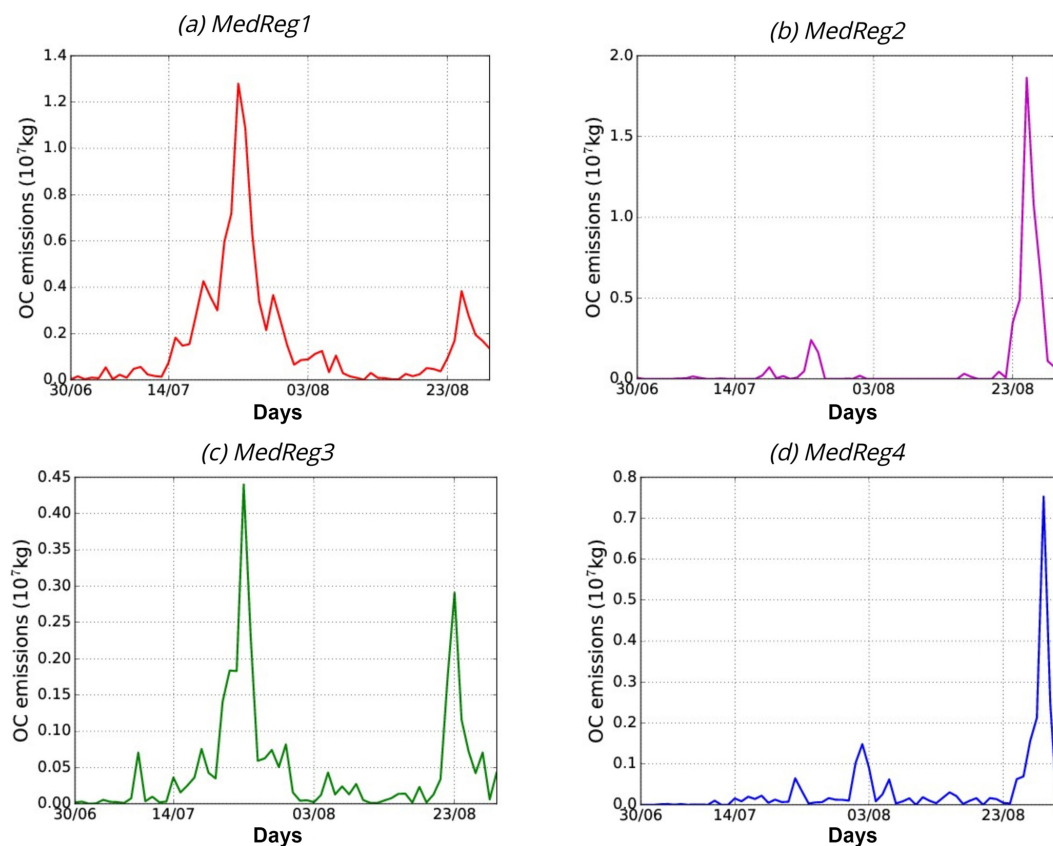 (a) MedReg1
1.4
1.2
1.0
0.8
0.6
0.4
0.2
0.0
OC emissions (10⁷kg)
30/06 14/07 03/08 23/08
Days
(b) MedReg2
2.0
1.5
1.0
0.5
0.0
OC emissions (10⁷kg)
30/06 14/07 03/08 23/08
Days
(c) MedReg3
0.45
0.40
0.35
0.30
0.25
0.20
0.15
0.10
0.05
0.00
OC emissions (10⁷kg)
30/06 14/07 03/08 23/08
Days
(d) MedReg4
0.8
0.7
0.6
0.5
0.4
0.3
0.2
0.1
0.0
OC emissions (10⁷kg)
30/06 14/07 03/08 23/08
Days